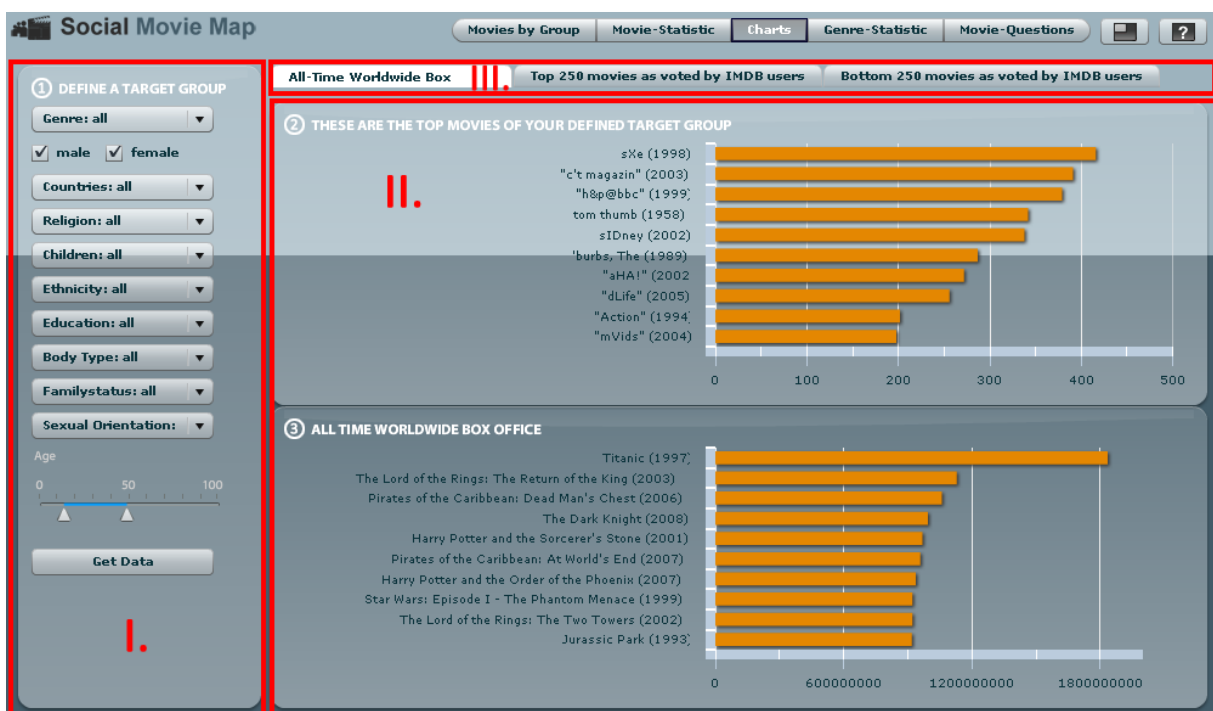 Social Movie Map
Movies by Group Movie-Statistic Charts Genre-Statistic Movie-Questions ?
All-Time Worldwide Box III. Top 250 movies as voted by IMDB users Bottom 250 movies as voted by IMDB users
1 DEFINE A TARGET GROUP
Genre: all
male female
Countries: all
Religion: all
Children: all
Ethnicity: all
Education: all
Body Type: all
Familystatus: all
Sexual Orientation:
Age
0 50 100
Get Data
I.
2 THESE ARE THE TOP MOVIES OF YOUR DEFINED TARGET GROUP
II.
sXe (1998)
"c't magazin" (2003)
"h&p@bbc" (1999)
tom thumb (1958)
sIDney (2002)
'burbs, The (1989)
"aHA!" (2002
"dLife" (2005)
"Action" (1994)
"mVids" (2004)
0 100 200 300 400 500
3 ALL TIME WORLDWIDE BOX OFFICE
Titanic (1997)
The Lord of the Rings: The Return of the King (2003)
Pirates of the Caribbean: Dead Man's Chest (2006)
The Dark Knight (2008)
Harry Potter and the Sorcerer's Stone (2001)
Pirates of the Caribbean: At World's End (2007)
Harry Potter and the Order of the Phoenix (2007)
Star Wars: Episode I - The Phantom Menace (1999)
The Lord of the Rings: The Two Towers (2002)
Jurassic Park (1993)
0 600000000 1200000000 1800000000